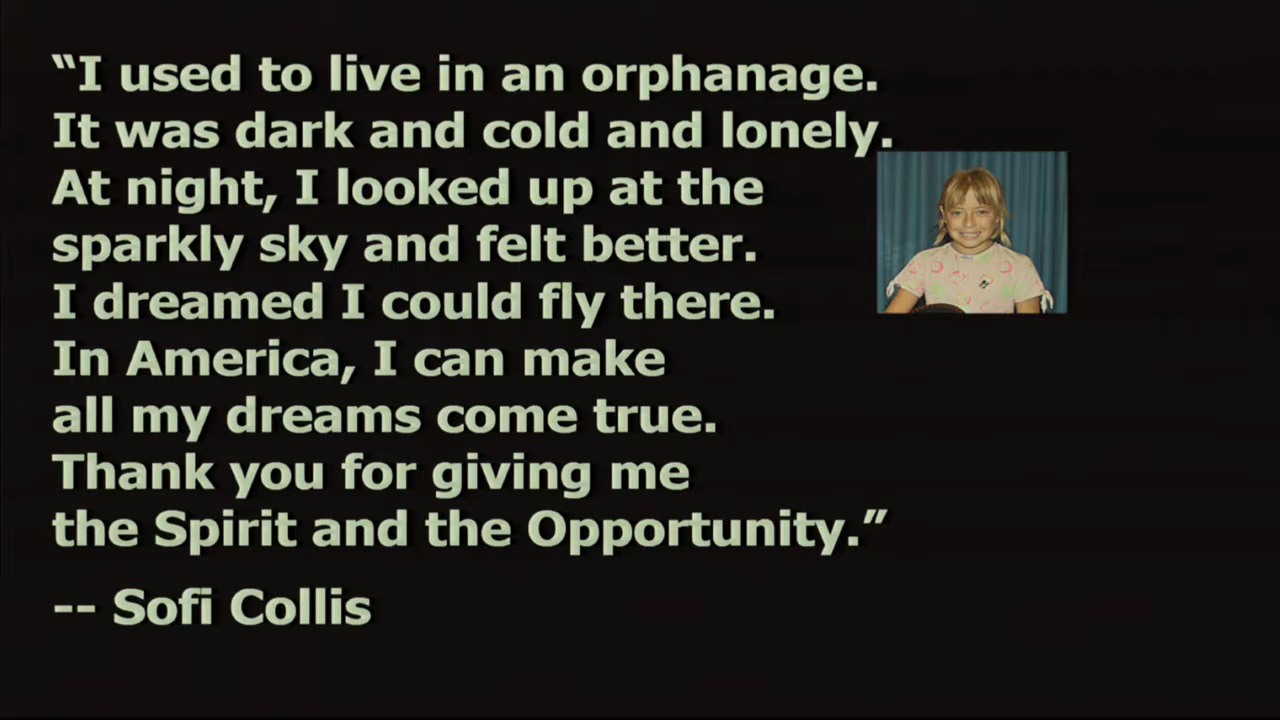 “I used to live in an orphanage.
It was dark and cold and lonely.
At night, I looked up at the
sparkly sky and felt better.
I dreamed I could fly there.
In America, I can make
all my dreams come true.
Thank you for giving me
the Spirit and the Opportunity.”
-- Sofi Collis